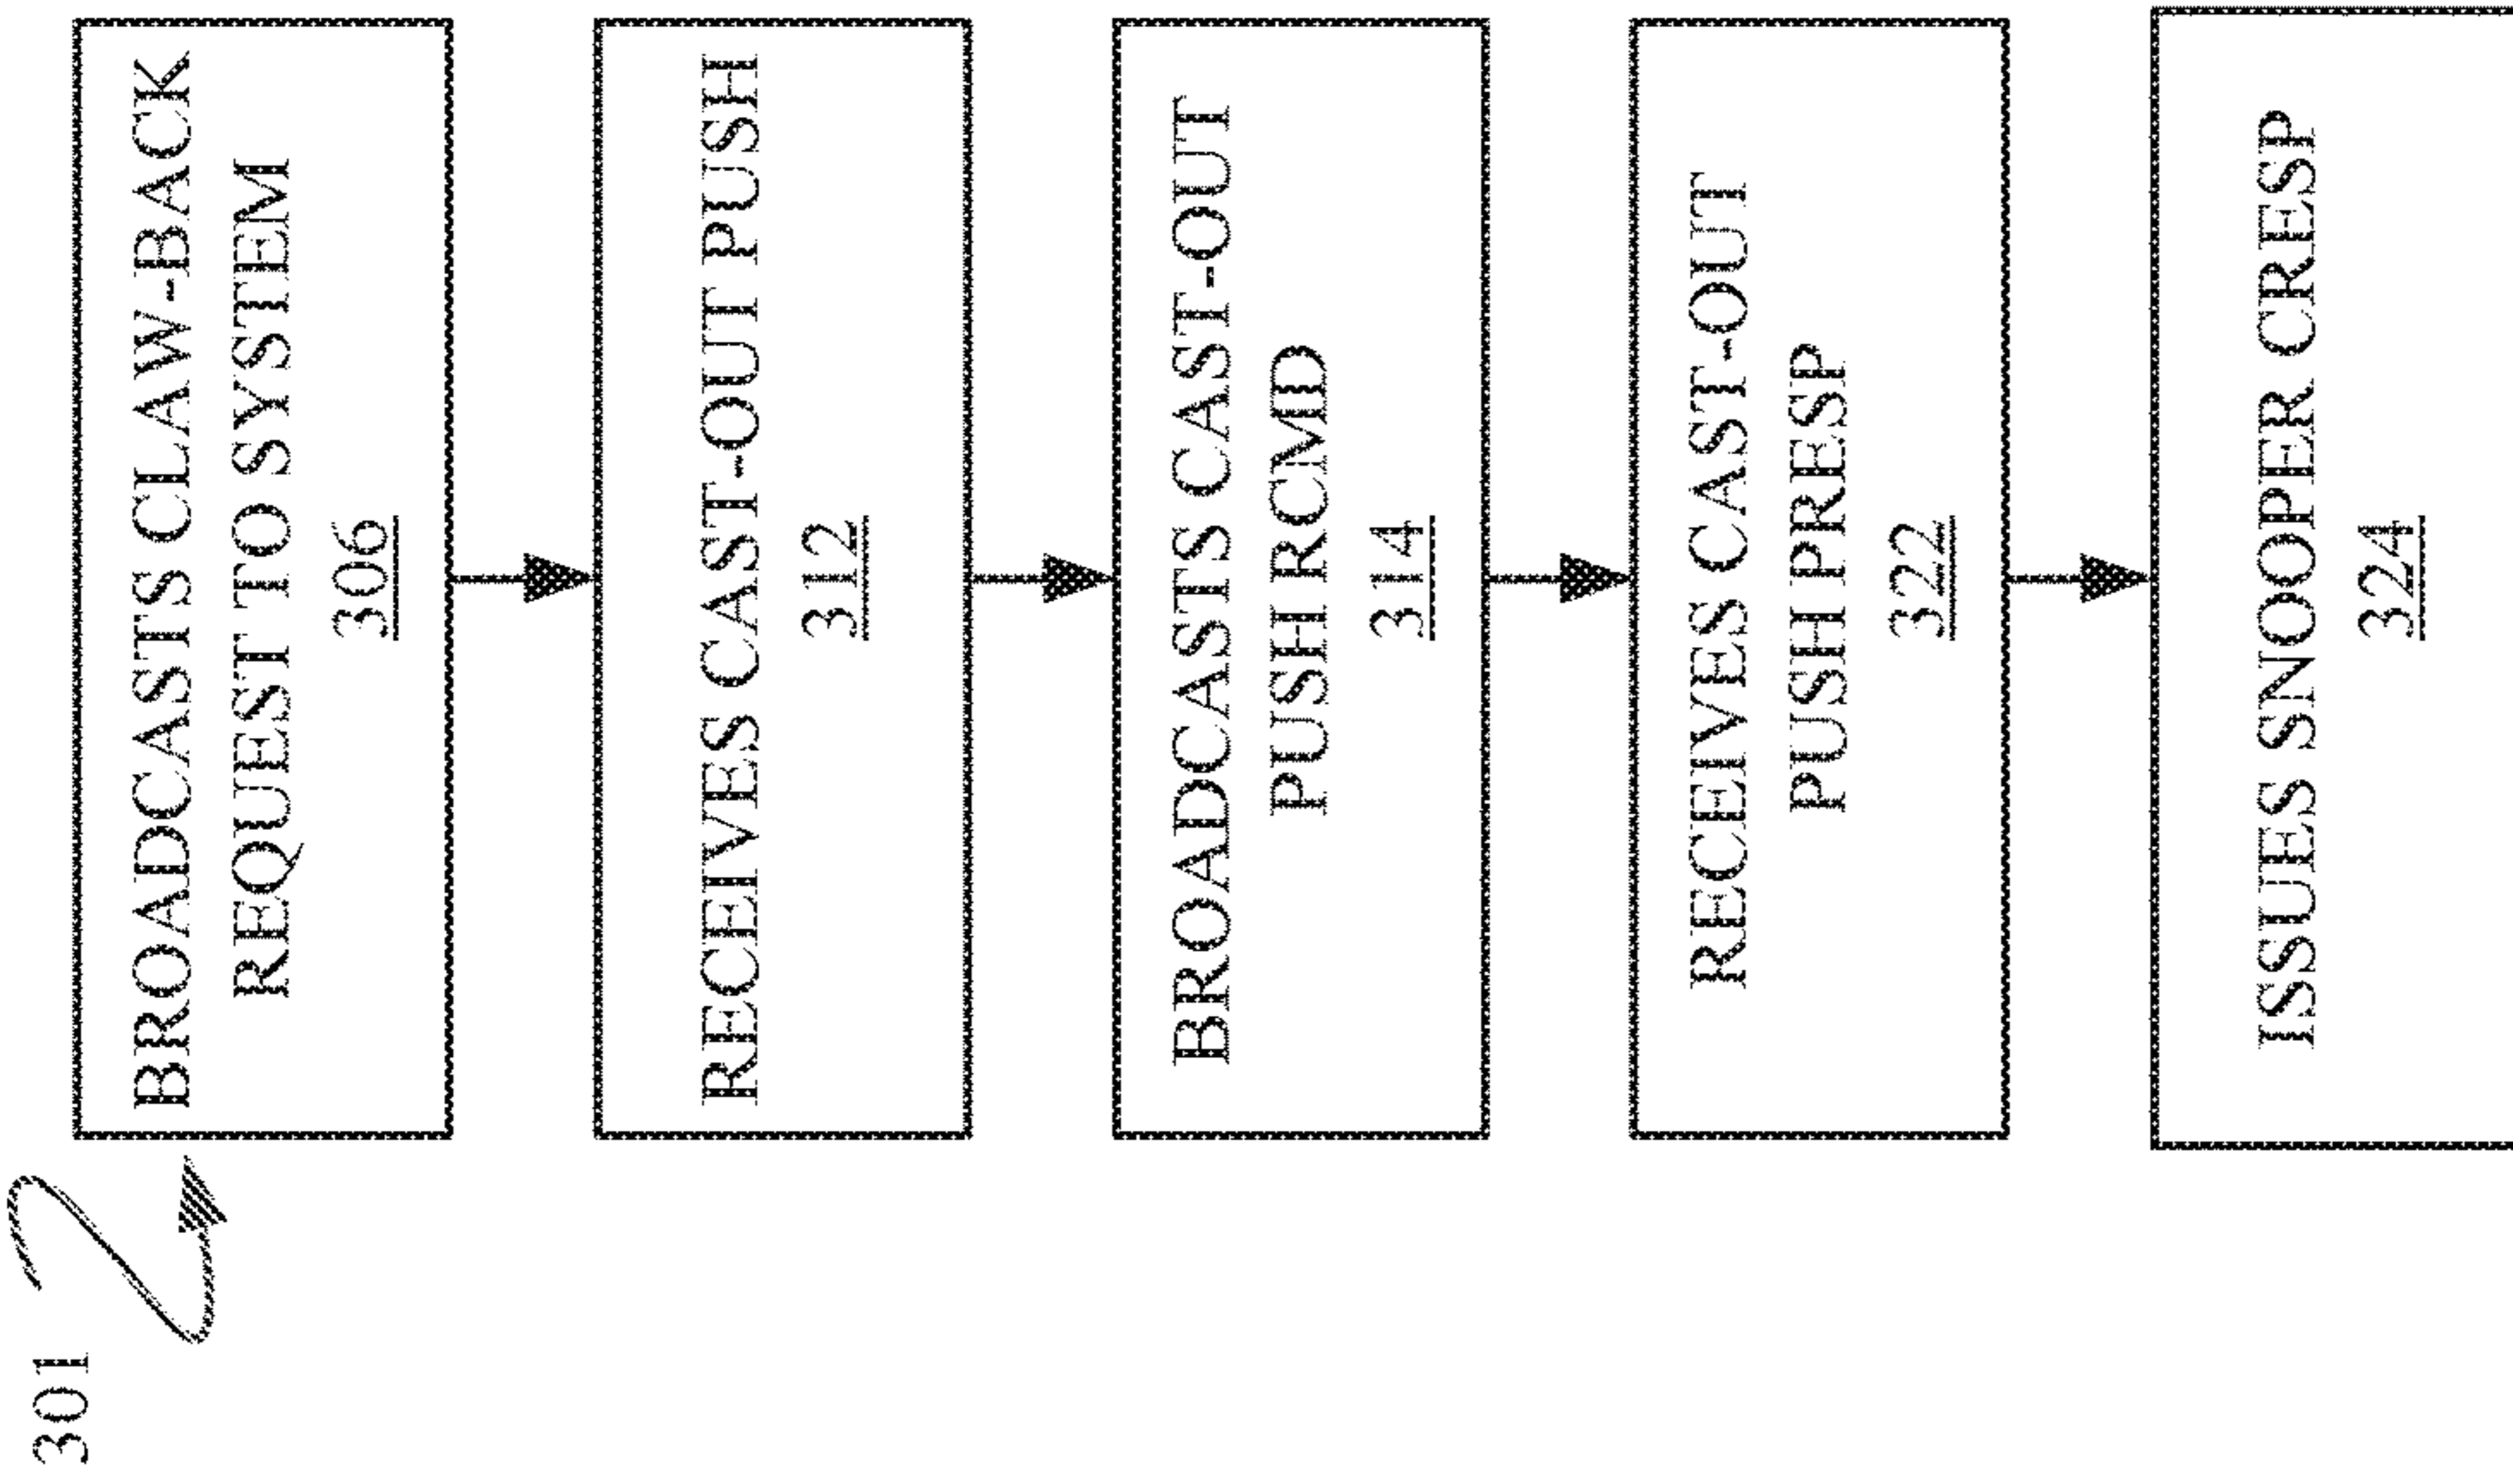 301
BROADCASTS CLAW-BACK
REQUEST TO SYSTEM
306
RECEIVES CAST-OUT PUSH
312
BROADCASTS CAST-OUT
PUSH RCMD
314
RECEIVES CAST-OUT
PUSH PRESP
322
ISSUES SNOOPER CRESP
324